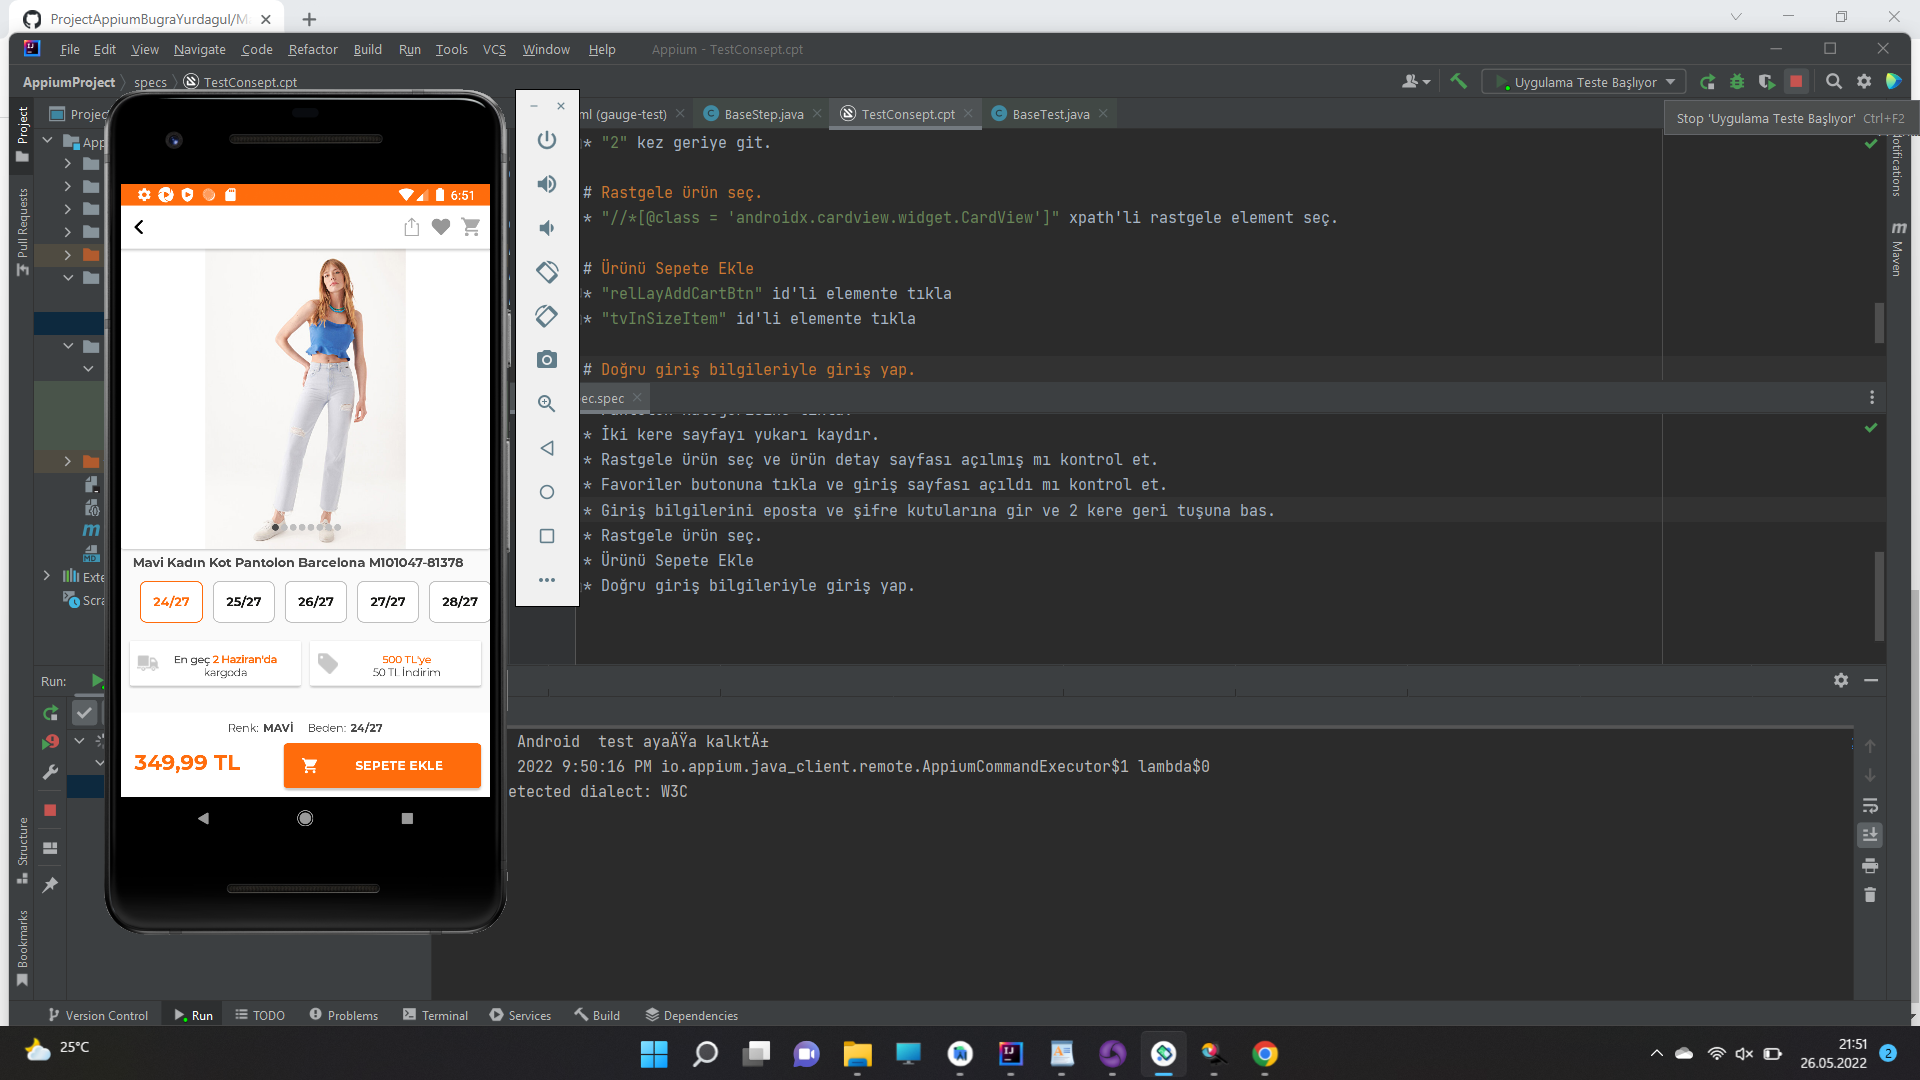 ProjectAppiumBugraYurdagul/M
File Edit View Navigate Code Refactor Build Run Tools VCS Window Help Appium - TestConsept.cpt
AppiumProject specs TestConsept.cpt
Uygulama Teste Başlıyor
Project
Projec
ml (gauge-test)
BaseStep.java
TestConsept.cpt
BaseTest.java
Stop 'Uygulama Teste Başlıyor' Ctrl+F2
Notifications
Maven
Pull Requests
Structure
Bookmarks
App
Exte
Scra
* "2" kez geriye git.
# Rastgele ürün seç.
* "//*[@class = 'androidx.cardview.widget.CardView']" xpath'li rastgele element seç.
# Ürünü Sepete Ekle
* "relLayAddCartBtn" id'li elemente tıkla
* "tvInSizeItem" id'li elemente tıkla
# Doğru giriş bilgileriyle giriş yap.
ec.spec
* İki kere sayfayı yukarı kaydır.
* Rastgele ürün seç ve ürün detay sayfası açılmış mı kontrol et.
* Favoriler butonuna tıkla ve giriş sayfası açıldı mı kontrol et.
* Giriş bilgilerini eposta ve şifre kutularına gir ve 2 kere geri tuşuna bas.
* Rastgele ürün seç.
* Ürünü Sepete Ekle
* Doğru giriş bilgileriyle giriş yap.
6:51
Mavi Kadın Kot Pantolon Barcelona M101047-81378
24/27 25/27 26/27 27/27 28/27
En geç 2 Haziran'da
kargoda
500 TL'ye
50 TL İndirim
Renk: MAVİ Beden: 24/27
349,99 TL
SEPETE EKLE
Run:
Android  test ayaÄŸa kalktÄ±
2022 9:50:16 PM io.appium.java_client.remote.AppiumCommandExecutor$1 lambda$0
etected dialect: W3C
Version Control Run TODO Problems Terminal Services Build Dependencies
25°C
21:51
26.05.2022
2